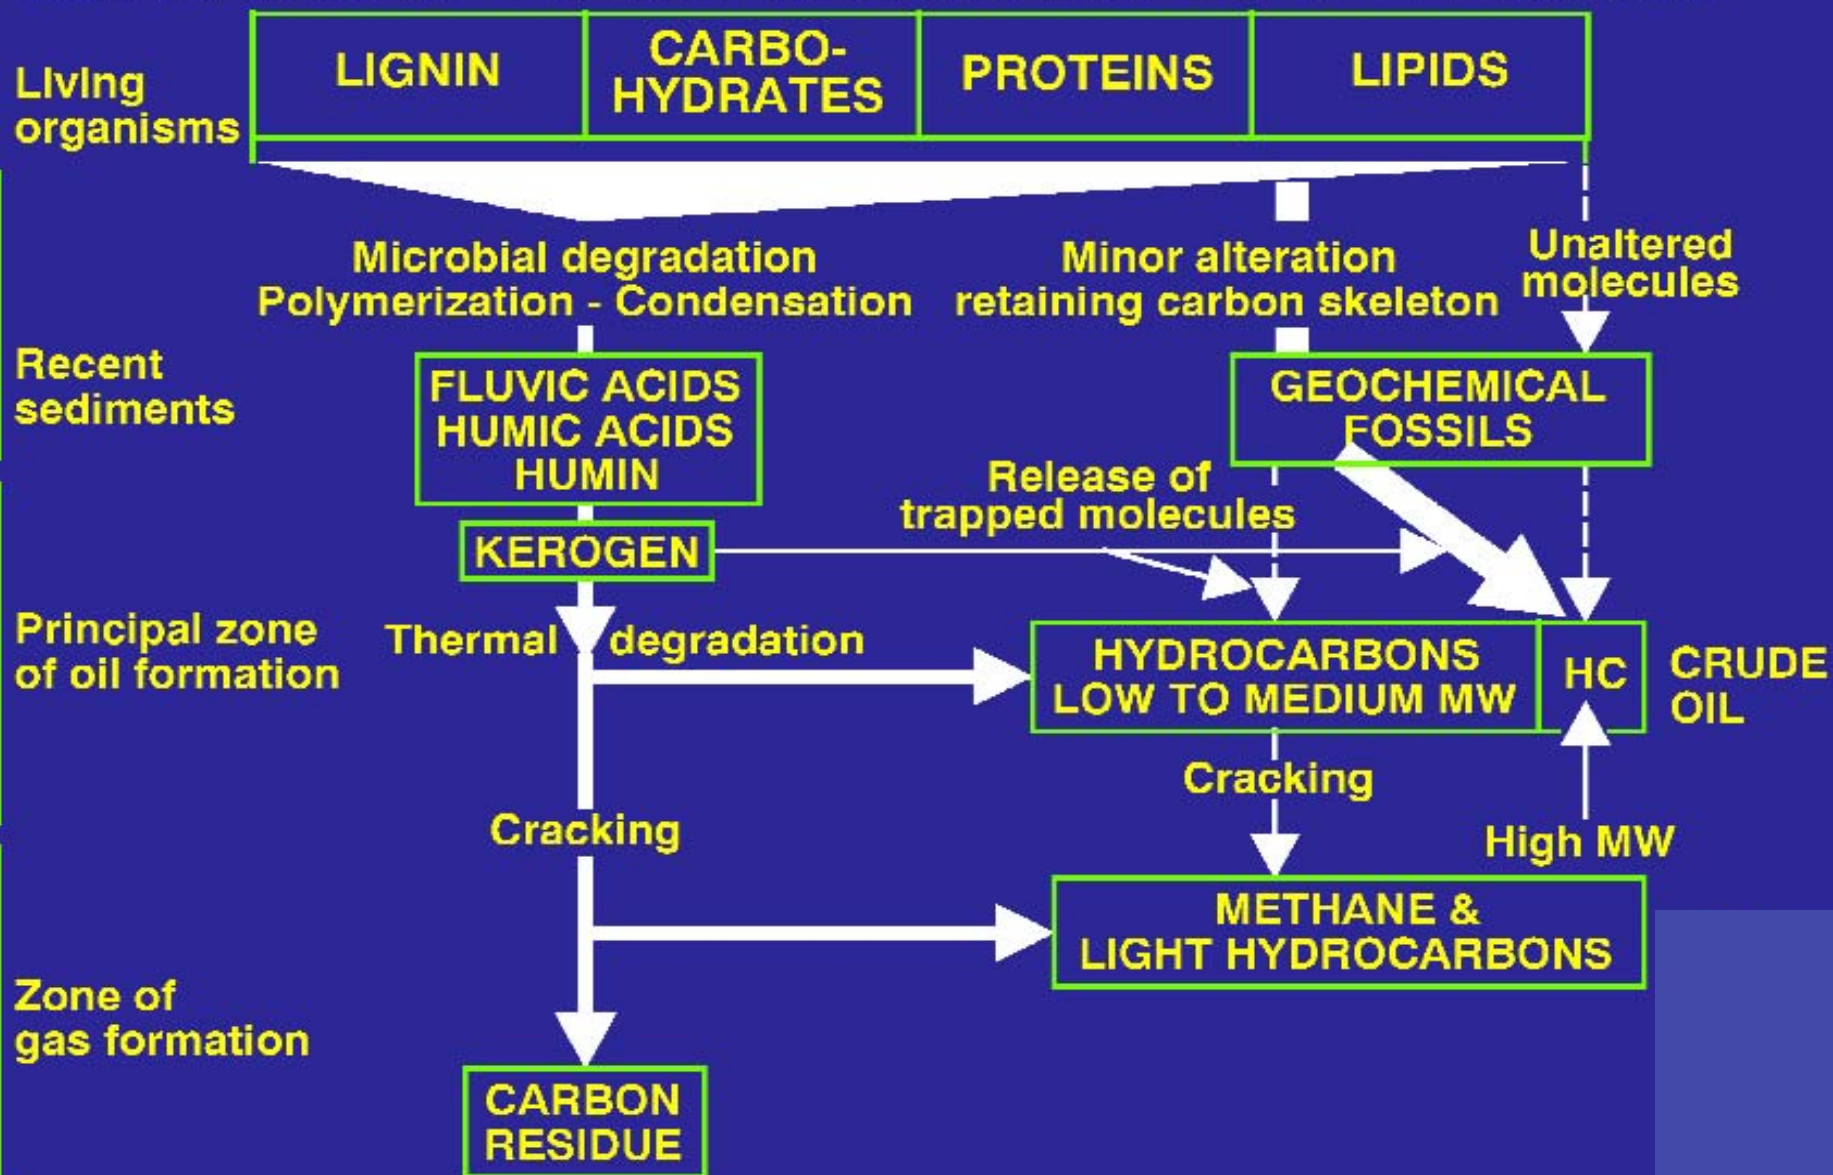 Living
organisms
LIGNIN
CARBO-
HYDRATES
PROTEINS
LIPIDS
Microbial degradation
Polymerization - Condensation
Minor alteration
retaining carbon skeleton
Unaltered
molecules
Recent
sediments
FLUVIC ACIDS
HUMIC ACIDS
HUMIN
GEOCHEMICAL
FOSSILS
Release of
trapped molecules
KEROGEN
Principal zone
of oil formation
Thermal degradation
HYDROCARBONS
LOW TO MEDIUM MW
HC
CRUDE
OIL
Cracking
Cracking
High MW
METHANE &
LIGHT HYDROCARBONS
Zone of
gas formation
CARBON
RESIDUE